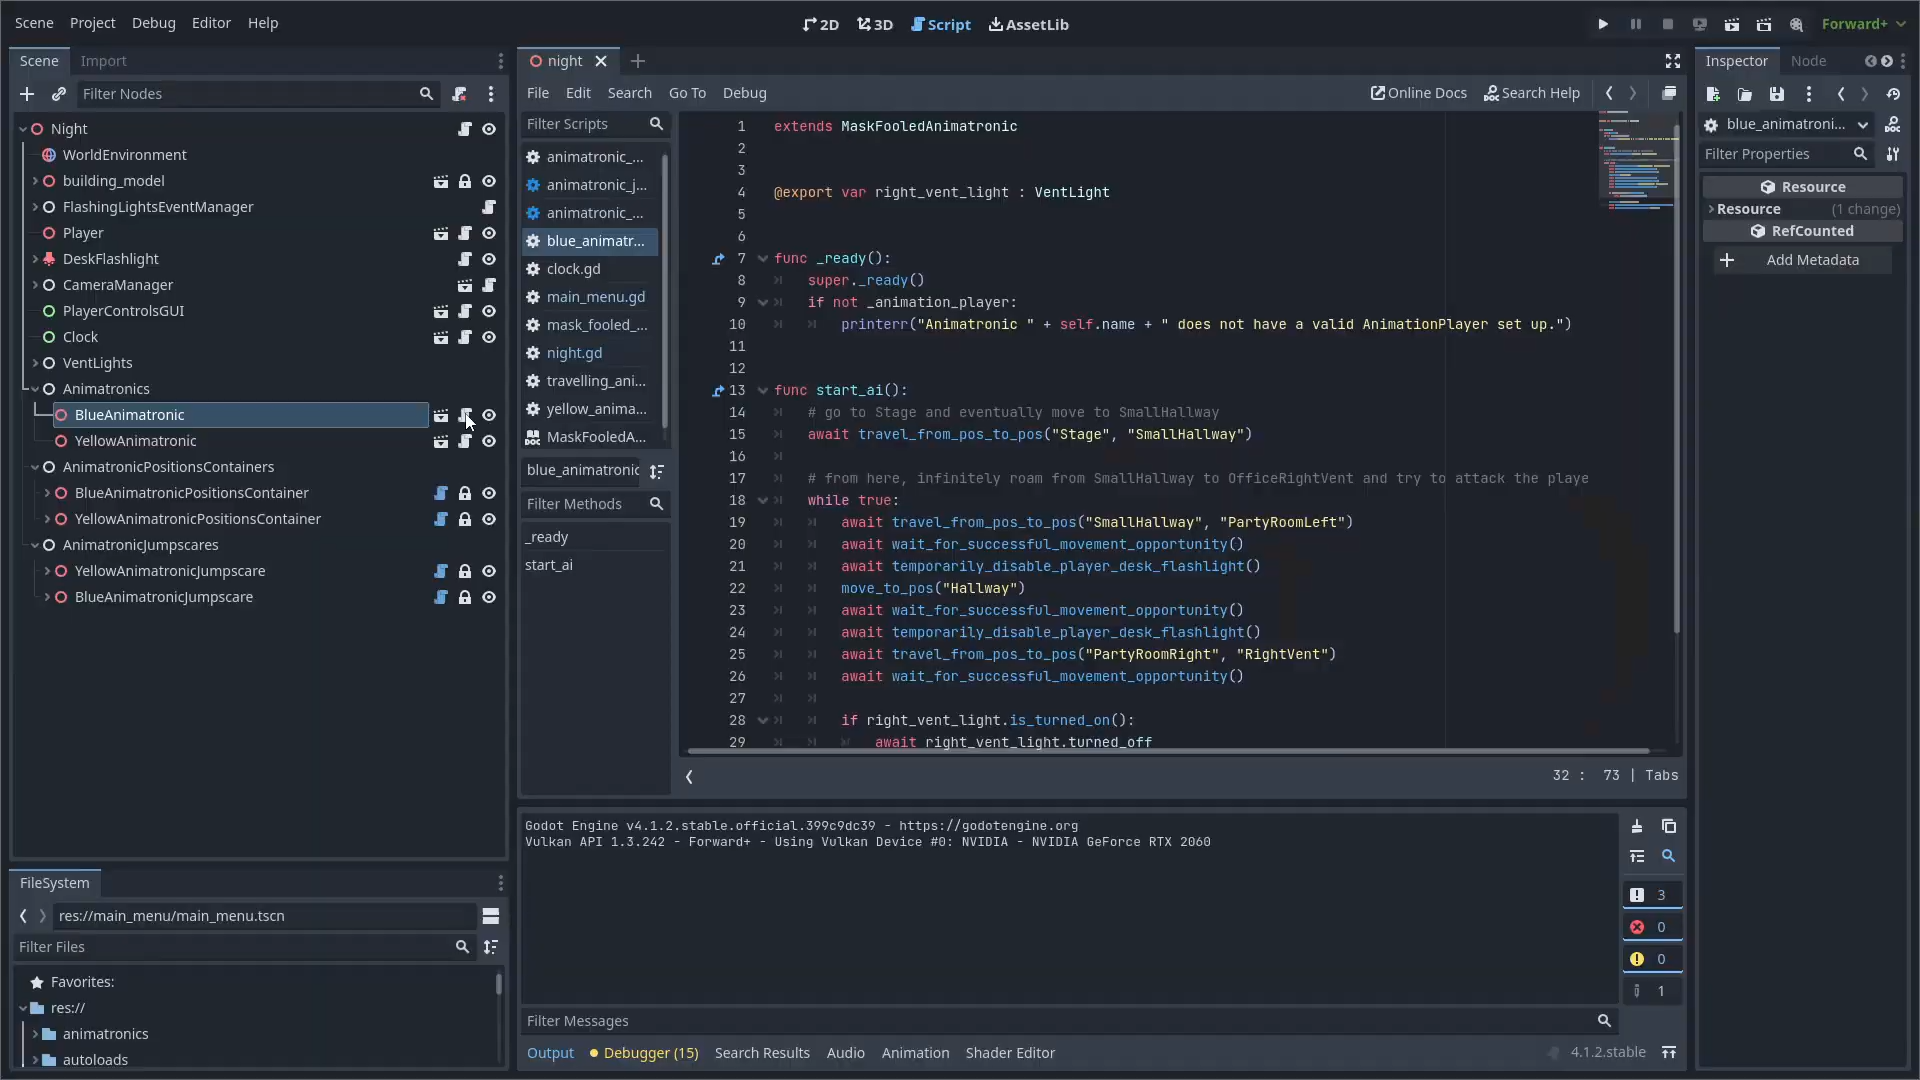 Scene Project Debug Editor Help
2D 3D Script AssetLib
Forward+
Scene Import
Filter Nodes
Night
WorldEnvironment
building_model
FlashingLightsEventManager
Player
DeskFlashlight
CameraManager
PlayerControlsGUI
Clock
VentLights
Animatronics
BlueAnimatronic
YellowAnimatronic
AnimatronicPositionsContainers
BlueAnimatronicPositionsContainer
YellowAnimatronicPositionsContainer
AnimatronicJumpscares
YellowAnimatronicJumpscare
BlueAnimatronicJumpscare
FileSystem
res://main_menu/main_menu.tscn
Filter Files
Favorites:
res://
animatronics
autoloads
night
File Edit Search Go To Debug
Online Docs Search Help
Filter Scripts
animatronic_...
animatronic_j...
animatronic_...
blue_animatr...
clock.gd
main_menu.gd
mask_fooled_...
night.gd
travelling_ani...
yellow_anima...
MaskFooledA...
blue_animatronic
Filter Methods
_ready
start_ai
1 extends MaskFooledAnimatronic
2
3
4 @export var right_vent_light : VentLight
5
6
7 func _ready():
8 super._ready()
9 if not _animation_player:
10 printerr("Animatronic " + self.name + " does not have a valid AnimationPlayer set up.")
11
12
13 func start_ai():
14 # go to Stage and eventually move to SmallHallway
15 await travel_from_pos_to_pos("Stage", "SmallHallway")
16
17 # from here, infinitely roam from SmallHallway to OfficeRightVent and try to attack the playe
18 while true:
19 await travel_from_pos_to_pos("SmallHallway", "PartyRoomLeft")
20 await wait_for_successful_movement_opportunity()
21 await temporarily_disable_player_desk_flashlight()
22 move_to_pos("Hallway")
23 await wait_for_successful_movement_opportunity()
24 await temporarily_disable_player_desk_flashlight()
25 await travel_from_pos_to_pos("PartyRoomRight", "RightVent")
26 await wait_for_successful_movement_opportunity()
27
28 if right_vent_light.is_turned_on():
29 await right_vent_light.turned_off
32 : 73 | Tabs
Godot Engine v4.1.2.stable.official.399c9dc39 - https://godotengine.org
Vulkan API 1.3.242 - Forward+ - Using Vulkan Device #0: NVIDIA - NVIDIA GeForce RTX 2060
3
0
0
1
Filter Messages
Output Debugger (15) Search Results Audio Animation Shader Editor
4.1.2.stable
Inspector Node
blue_animatroni...
Filter Properties
Resource
Resource (1 change)
RefCounted
Add Metadata